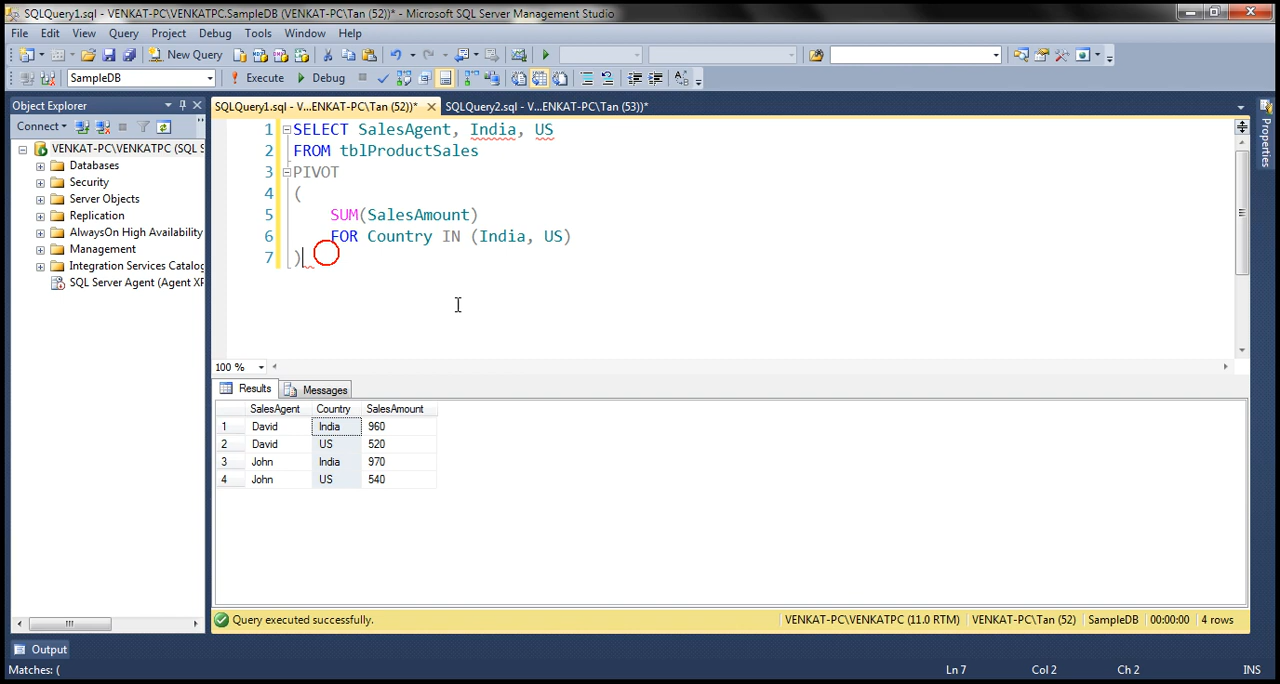 SQLQuery1.sql - VENKAT-PC\VENKATPC.SampleDB (VENKAT-PC\Tan (52))* - Microsoft SQL Server Management Studio
File Edit View Query Project Debug Tools Window Help
New Query
SampleDB Execute Debug
Object Explorer
SQLQuery1.sql - V...ENKAT-PC\Tan (52))* SQLQuery2.sql - V...ENKAT-PC\Tan (53))*
Connect
VENKAT-PC\VENKATPC (SQL S
Databases
Security
Server Objects
Replication
AlwaysOn High Availability
Management
Integration Services Catalog
SQL Server Agent (Agent XP
1 SELECT SalesAgent, India, US
2 FROM tblProductSales
3 PIVOT
4 (
5 SUM(SalesAmount)
6 FOR Country IN (India, US)
7 )
Properties
100 %
Results Messages
SalesAgent Country SalesAmount
1 David India 960
2 David US 520
3 John India 970
4 John US 540
Query executed successfully. VENKAT-PC\VENKATPC (11.0 RTM) VENKAT-PC\Tan (52) SampleDB 00:00:00 4 rows
Output
Matches: ( Ln 7 Col 2 Ch 2 INS